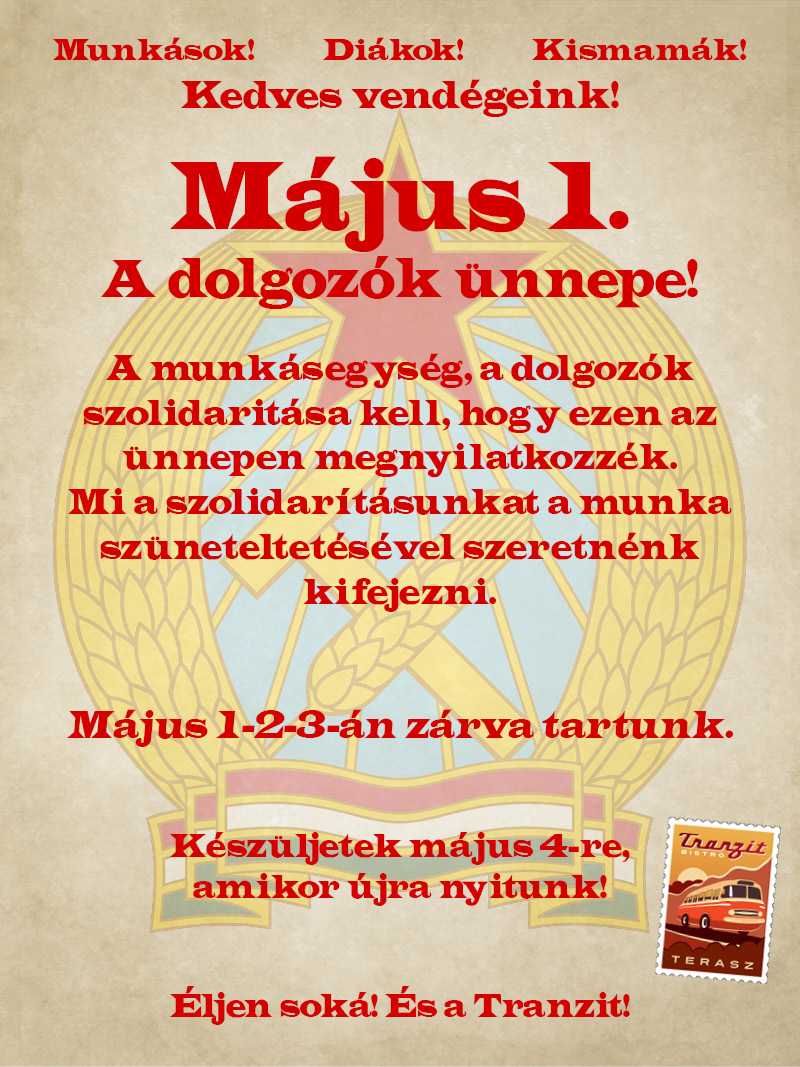 Munkások! Diákok! Kismamák!
Kedves vendégeink!
Május 1.
A dolgozók ünnepe!
A munkásegység, a dolgozók
szolidaritása kell, hogy ezen az
ünnepen megnyilatkozzék.
Mi a szolidarításunkat a munka
szüneteltetésével szeretnénk
kifejezni.
Május 1-2-3-án zárva tartunk.
Készüljetek május 4-re,
amikor újra nyitunk!
Tranzit
BISTRO
TERASZ
Éljen soká! És a Tranzit!